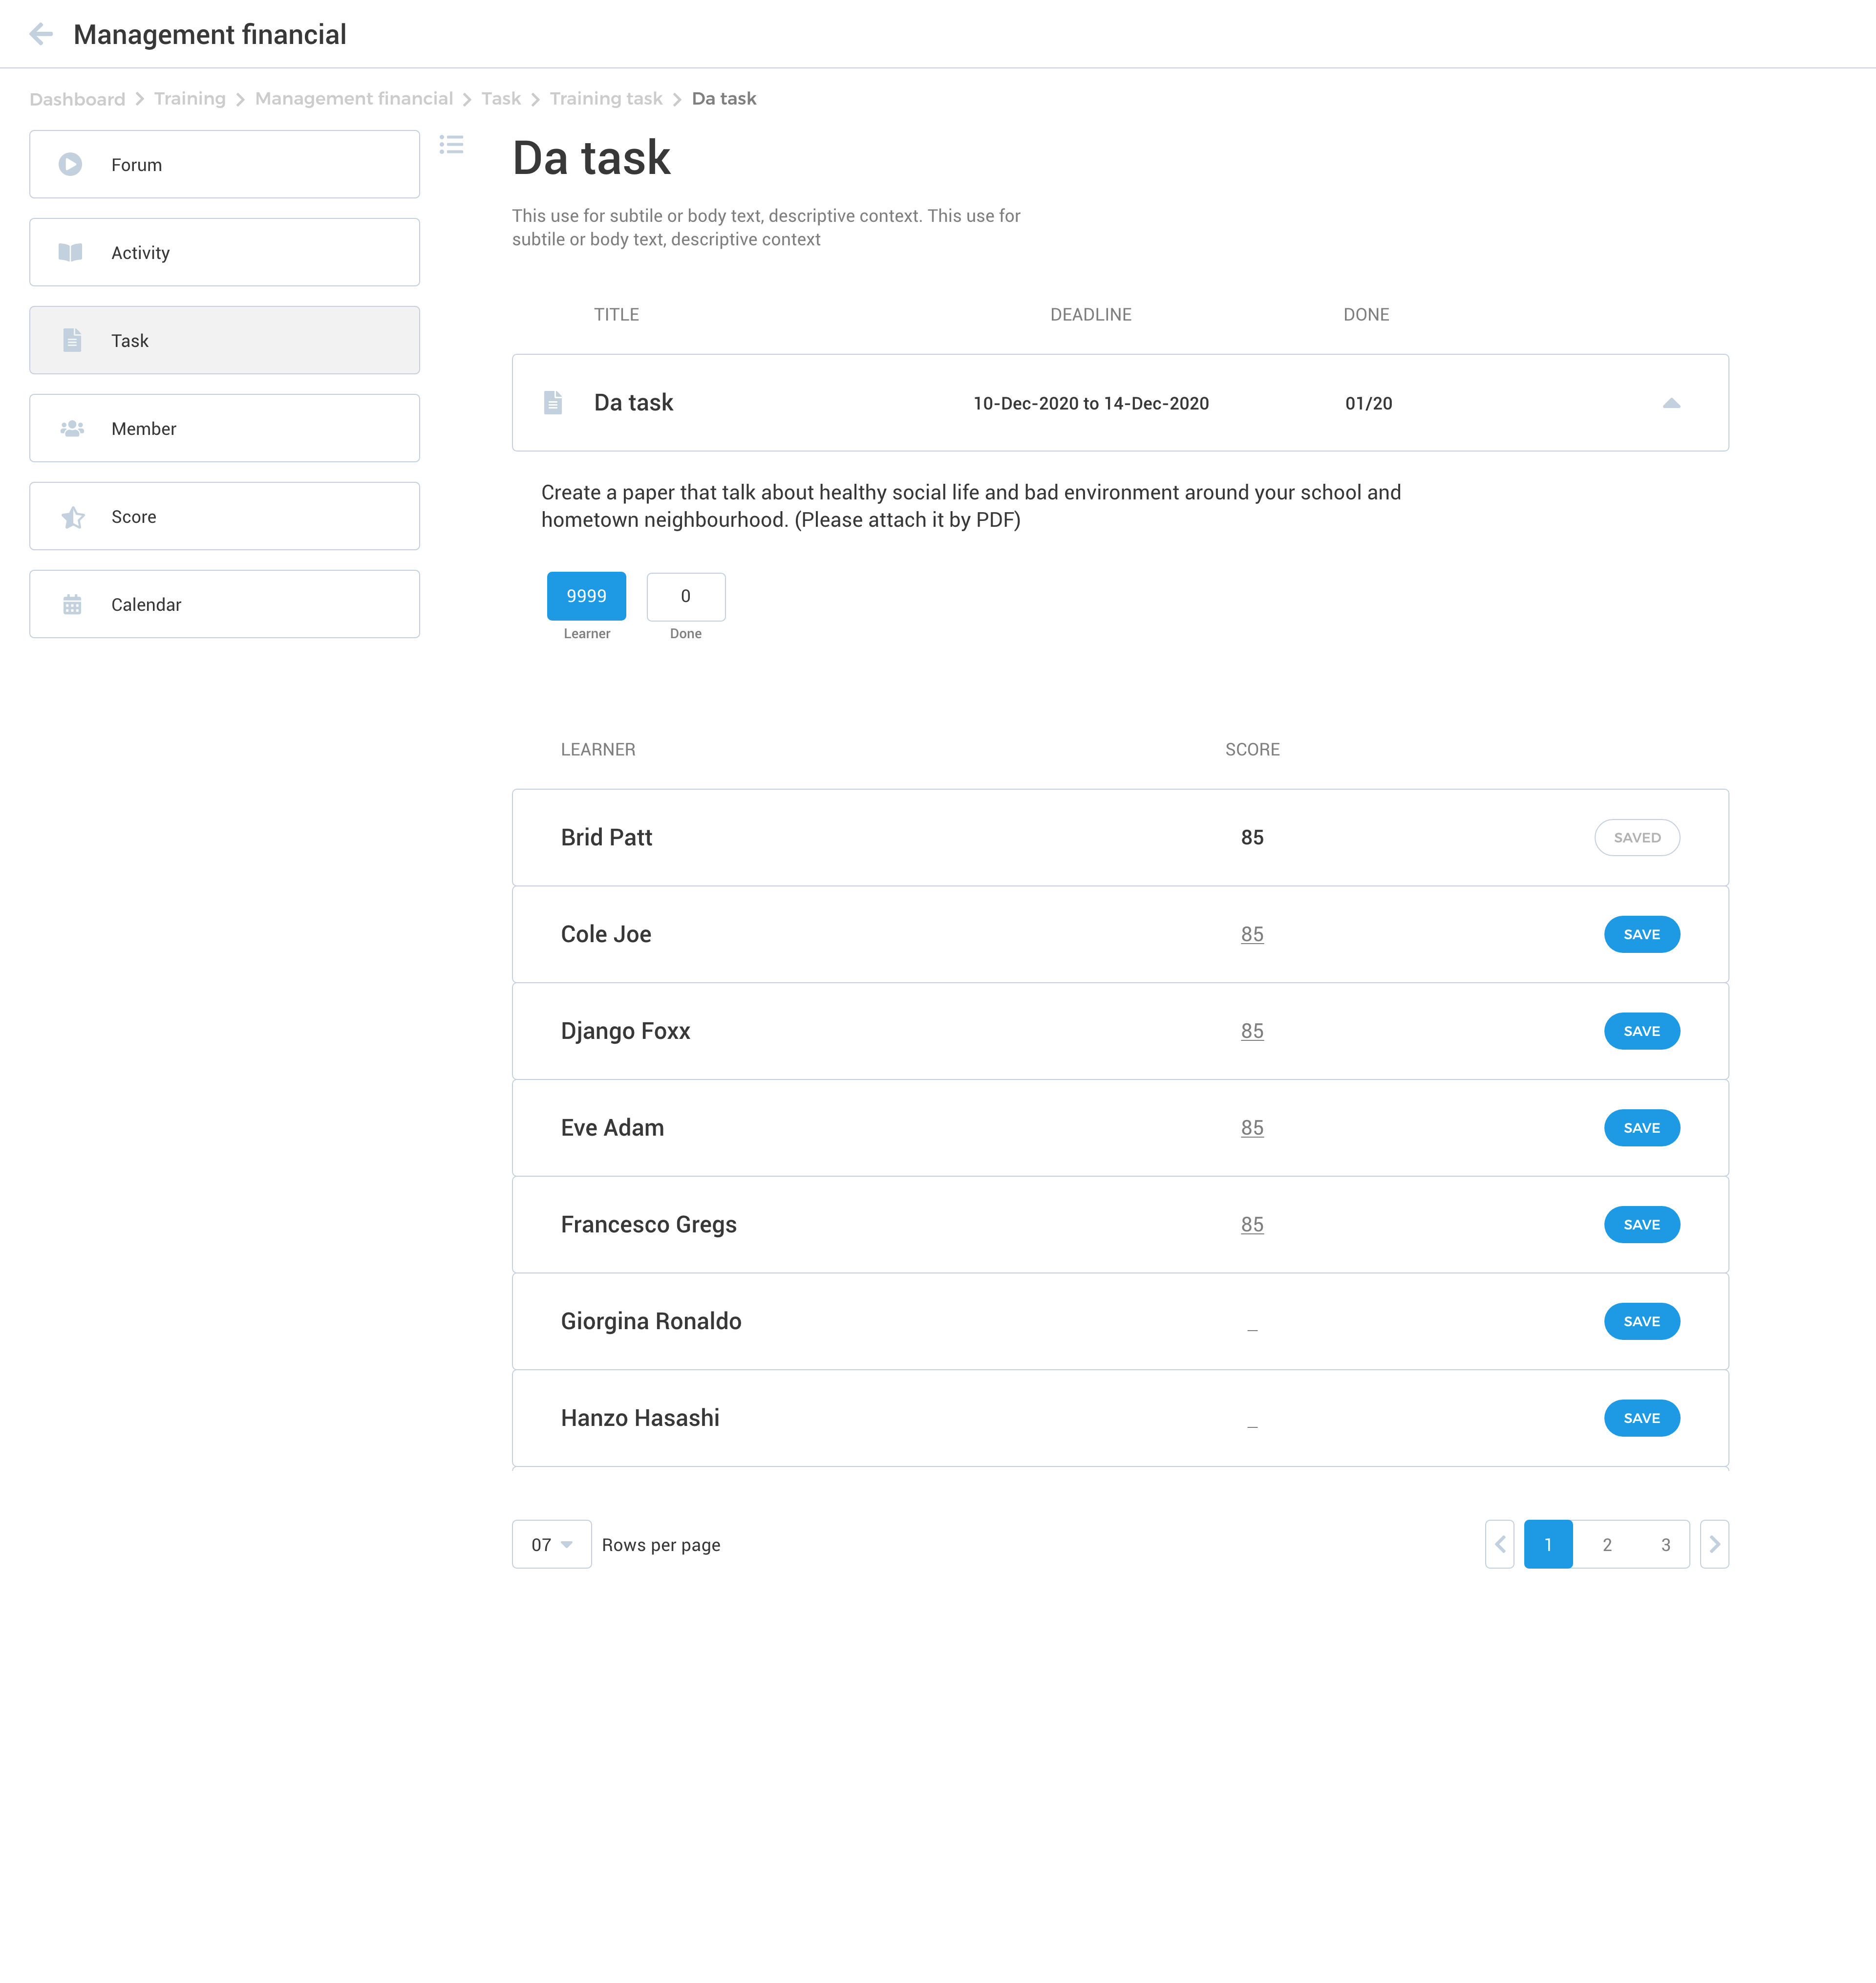 Management financial
Dashboard > Training > Management financial > Task > Training task > Da task
Forum
Activity
Task
Member
Score
Calendar
Da task
This use for subtile or body text, descriptive context. This use for
subtile or body text, descriptive context
TITLE DEADLINE DONE
Da task 10-Dec-2020 to 14-Dec-2020 01/20
Create a paper that talk about healthy social life and bad environment around your school and
hometown neighbourhood. (Please attach it by PDF)
9999 0
Learner Done
LEARNER SCORE
Brid Patt 85 SAVED
Cole Joe 85 SAVE
Django Foxx 85 SAVE
Eve Adam 85 SAVE
Francesco Gregs 85 SAVE
Giorgina Ronaldo _ SAVE
Hanzo Hasashi _ SAVE
07 Rows per page 1 2 3